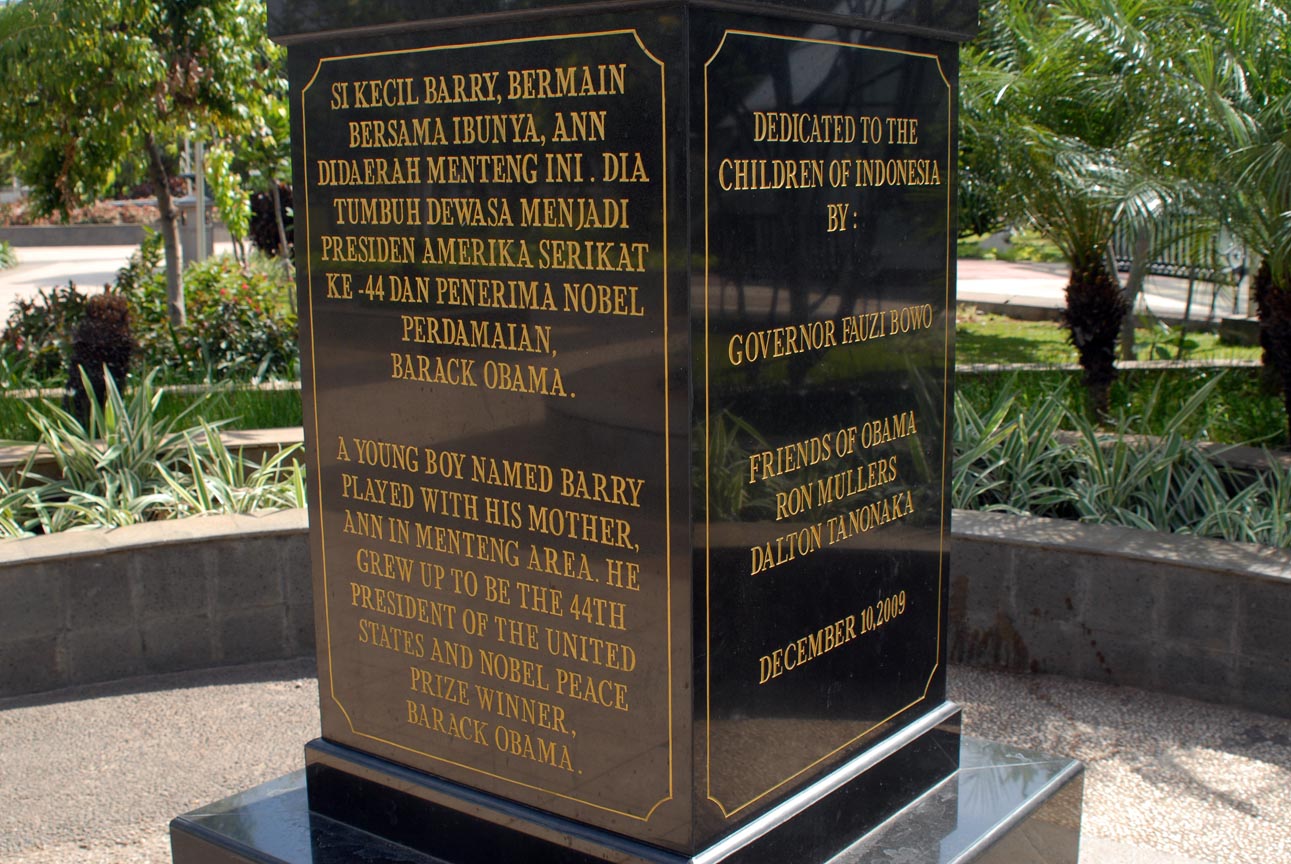 SI KECIL BARRY, BERMAIN
BERSAMA IBUNYA, ANN
DIDAERAH MENTENG INI . DIA
TUMBUH DEWASA MENJADI
PRESIDEN AMERIKA SERIKAT
KE -44 DAN PENERIMA NOBEL
PERDAMAIAN,
BARACK OBAMA.
A YOUNG BOY NAMED BARRY
PLAYED WITH HIS MOTHER,
ANN IN MENTENG AREA. HE
GREW UP TO BE THE 44TH
PRESIDENT OF THE UNITED
STATES AND NOBEL PEACE
PRIZE WINNER,
BARACK OBAMA.
DEDICATED TO THE
CHILDREN OF INDONESIA
BY :
GOVERNOR FAUZI BOWO
FRIENDS OF OBAMA
RON MULLERS
DALTON TANONAKA
DECEMBER 10,2009